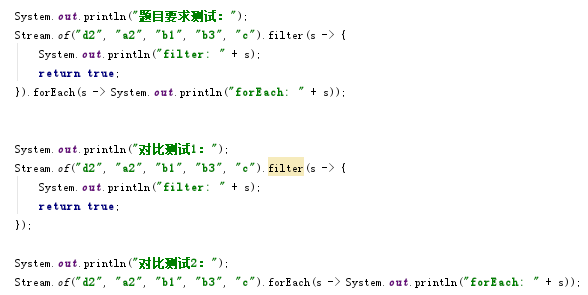 System.out.println("题目要求测试：");
Stream.of("d2", "a2", "b1", "b3", "c").filter(s -> {
System.out.println("filter: " + s);
return true;
}).forEach(s -> System.out.println("forEach: " + s));
System.out.println("对比测试1：");
Stream.of("d2", "a2", "b1", "b3", "c").filter(s -> {
System.out.println("filter: " + s);
return true;
});
System.out.println("对比测试2：");
Stream.of("d2", "a2", "b1", "b3", "c").forEach(s -> System.out.println("forEach: " + s));